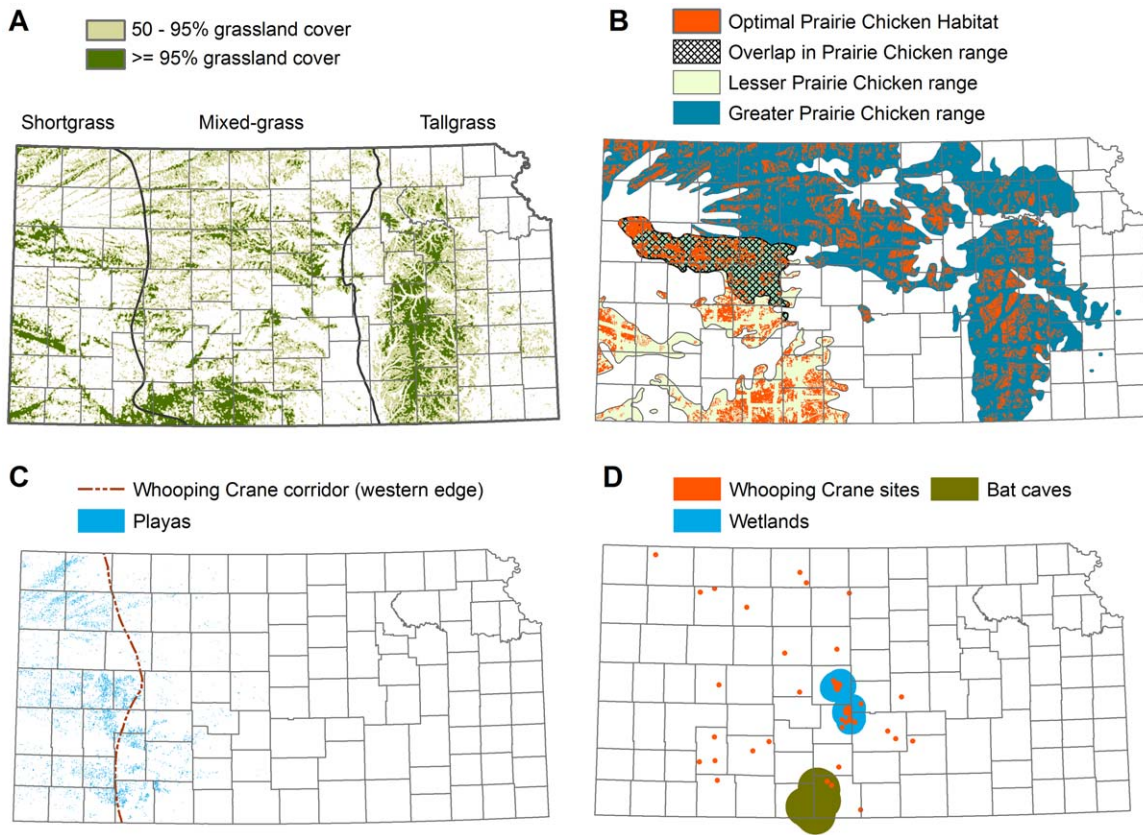 A
50 - 95% grassland cover
>= 95% grassland cover
Shortgrass
Mixed-grass
Tallgrass
B
Optimal Prairie Chicken Habitat
Overlap in Prairie Chicken range
Lesser Prairie Chicken range
Greater Prairie Chicken range
C
Whooping Crane corridor (western edge)
Playas
D
Whooping Crane sites
Bat caves
Wetlands